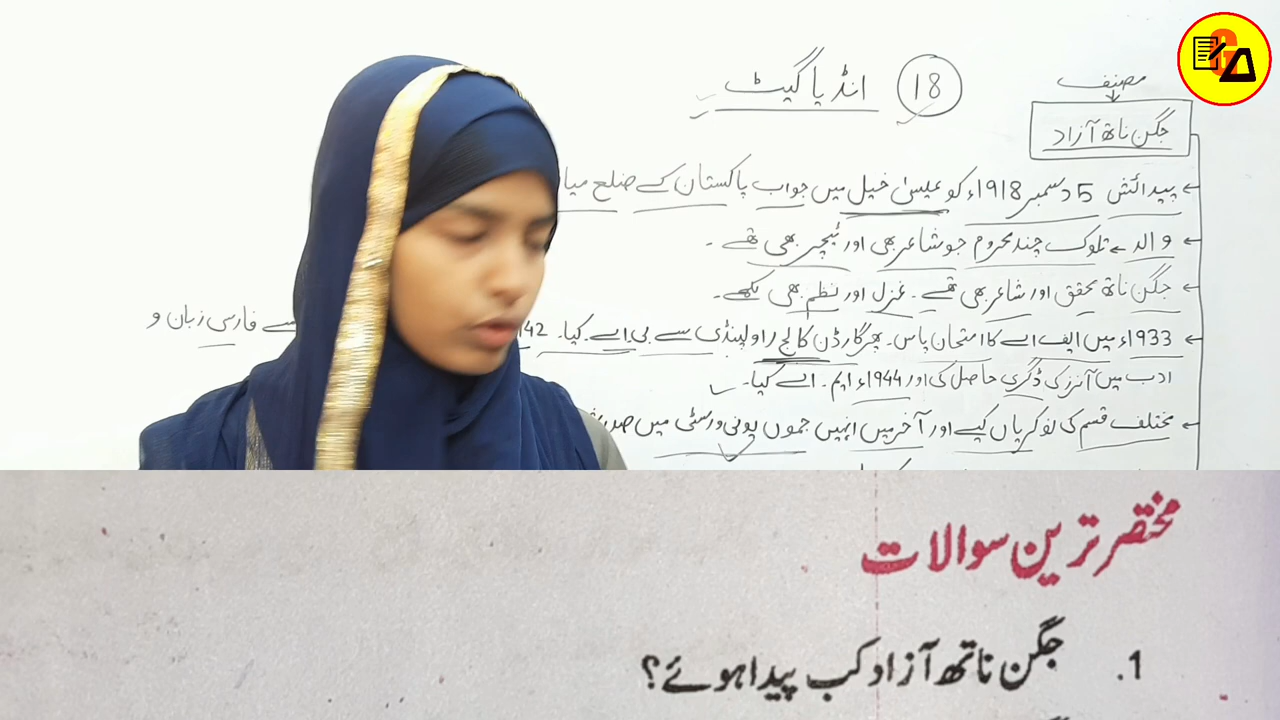 مصنف
18 انڈیا گیٹ
جگن ناتھ آزاد
پیدائش 5 دسمبر 1918ء کو عیسیٰ خیل میں جو اب پاکستان کے ضلع میا
والد تلوک چند محروم جو شاعر بھی اور ٹیچر بھی تھے۔
جگن ناتھ محقق اور شاعر بھی تھے۔ غزل اور نظم بھی لکھے۔
1933ء میں ایف اے کا امتحان پاس۔ پھر گارڈن کالج راولپنڈی سے بی اے کیا۔ 142 سے فارسی زبان و
ادب میں آنرز کی ڈگری حاصل کی اور 1944ء ایم۔ اے کیا۔
مختلف قسم کی نوکریاں کیے اور آخر میں انہیں جموں یونی ورسٹی میں صدر
مختصر ترین سوالات
1. جگن ناتھ آزاد کب پیدا ہوئے؟